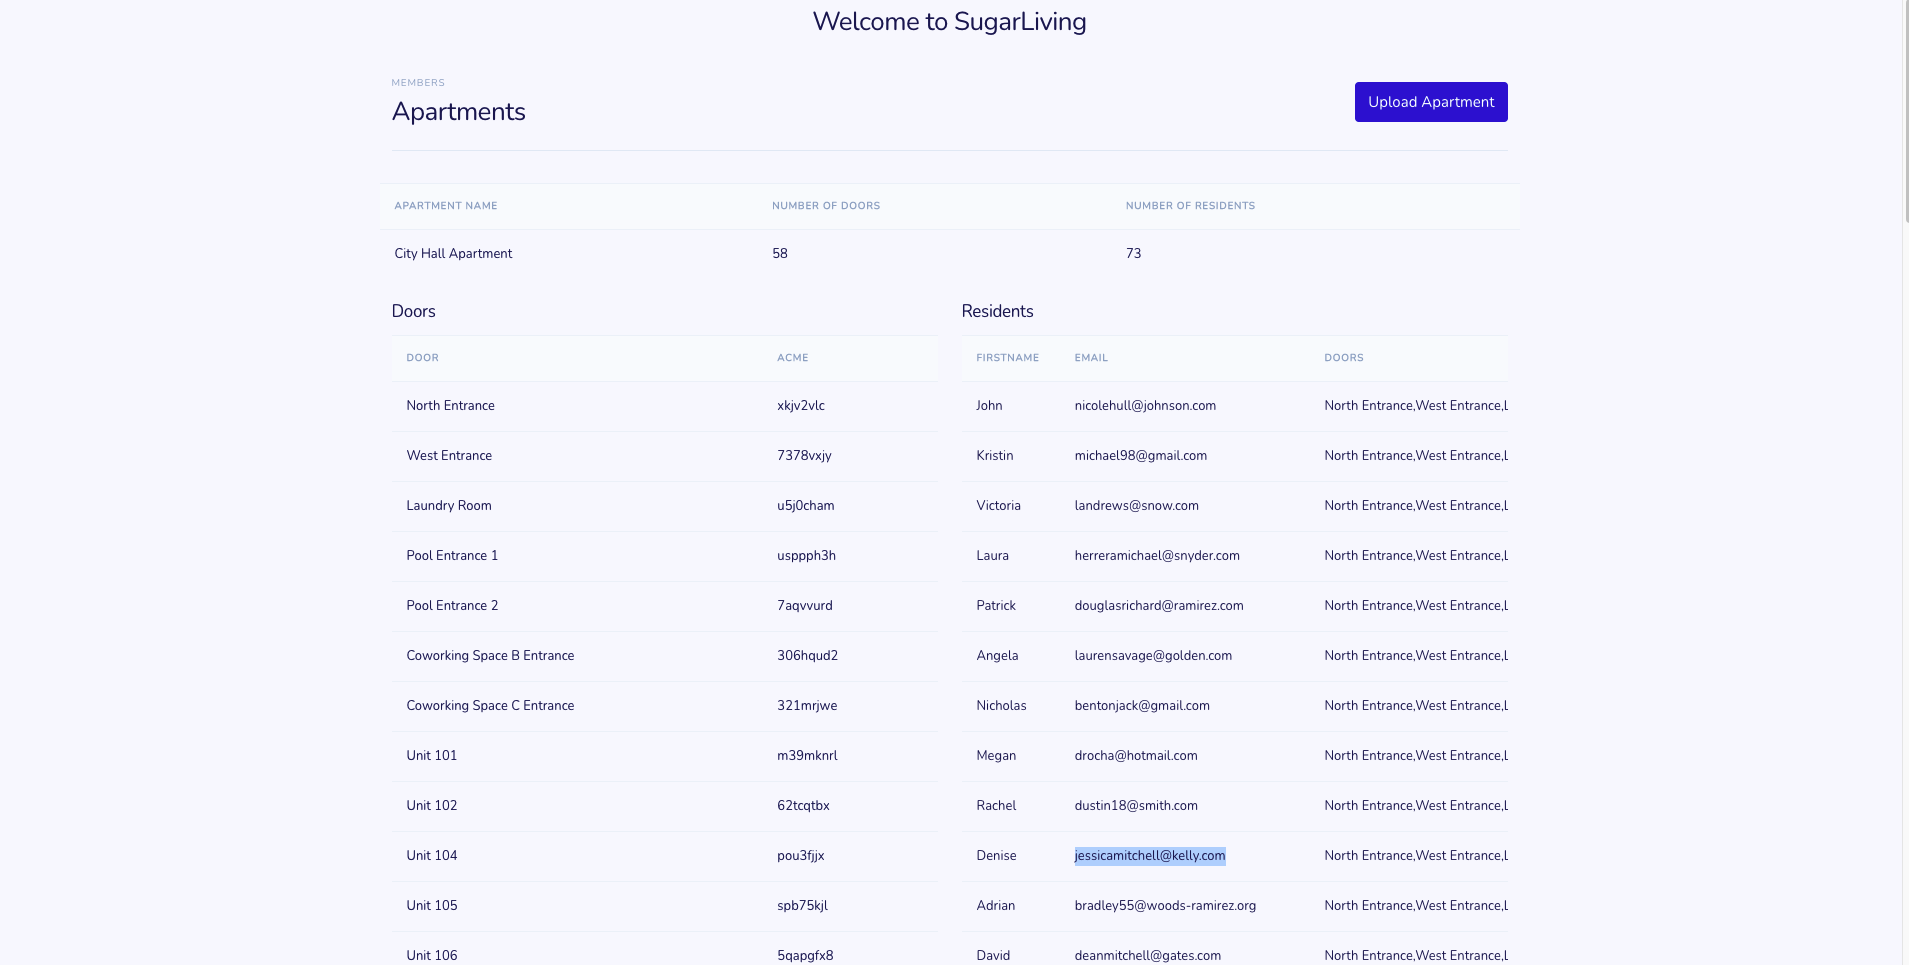 Welcome to SugarLiving
MEMBERS
Apartments
Upload Apartment
APARTMENT NAME NUMBER OF DOORS NUMBER OF RESIDENTS
City Hall Apartment 58 73
Doors
DOOR ACME
North Entrance xkjv2vlc
West Entrance 7378vxjy
Laundry Room u5j0cham
Pool Entrance 1 usppph3h
Pool Entrance 2 7aqvvurd
Coworking Space B Entrance 306hqud2
Coworking Space C Entrance 321mrjwe
Unit 101 m39mknrl
Unit 102 62tcqtbx
Unit 104 pou3fjjx
Unit 105 spb75kjl
Unit 106 5qapgfx8
Residents
FIRSTNAME EMAIL DOORS
John nicolehull@johnson.com North Entrance,West Entrance,L
Kristin michael98@gmail.com North Entrance,West Entrance,L
Victoria landrews@snow.com North Entrance,West Entrance,L
Laura herreramichael@snyder.com North Entrance,West Entrance,L
Patrick douglasrichard@ramirez.com North Entrance,West Entrance,L
Angela laurensavage@golden.com North Entrance,West Entrance,L
Nicholas bentonjack@gmail.com North Entrance,West Entrance,L
Megan drocha@hotmail.com North Entrance,West Entrance,L
Rachel dustin18@smith.com North Entrance,West Entrance,L
Denise jessicamitchell@kelly.com North Entrance,West Entrance,L
Adrian bradley55@woods-ramirez.org North Entrance,West Entrance,L
David deanmitchell@gates.com North Entrance,West Entrance,L